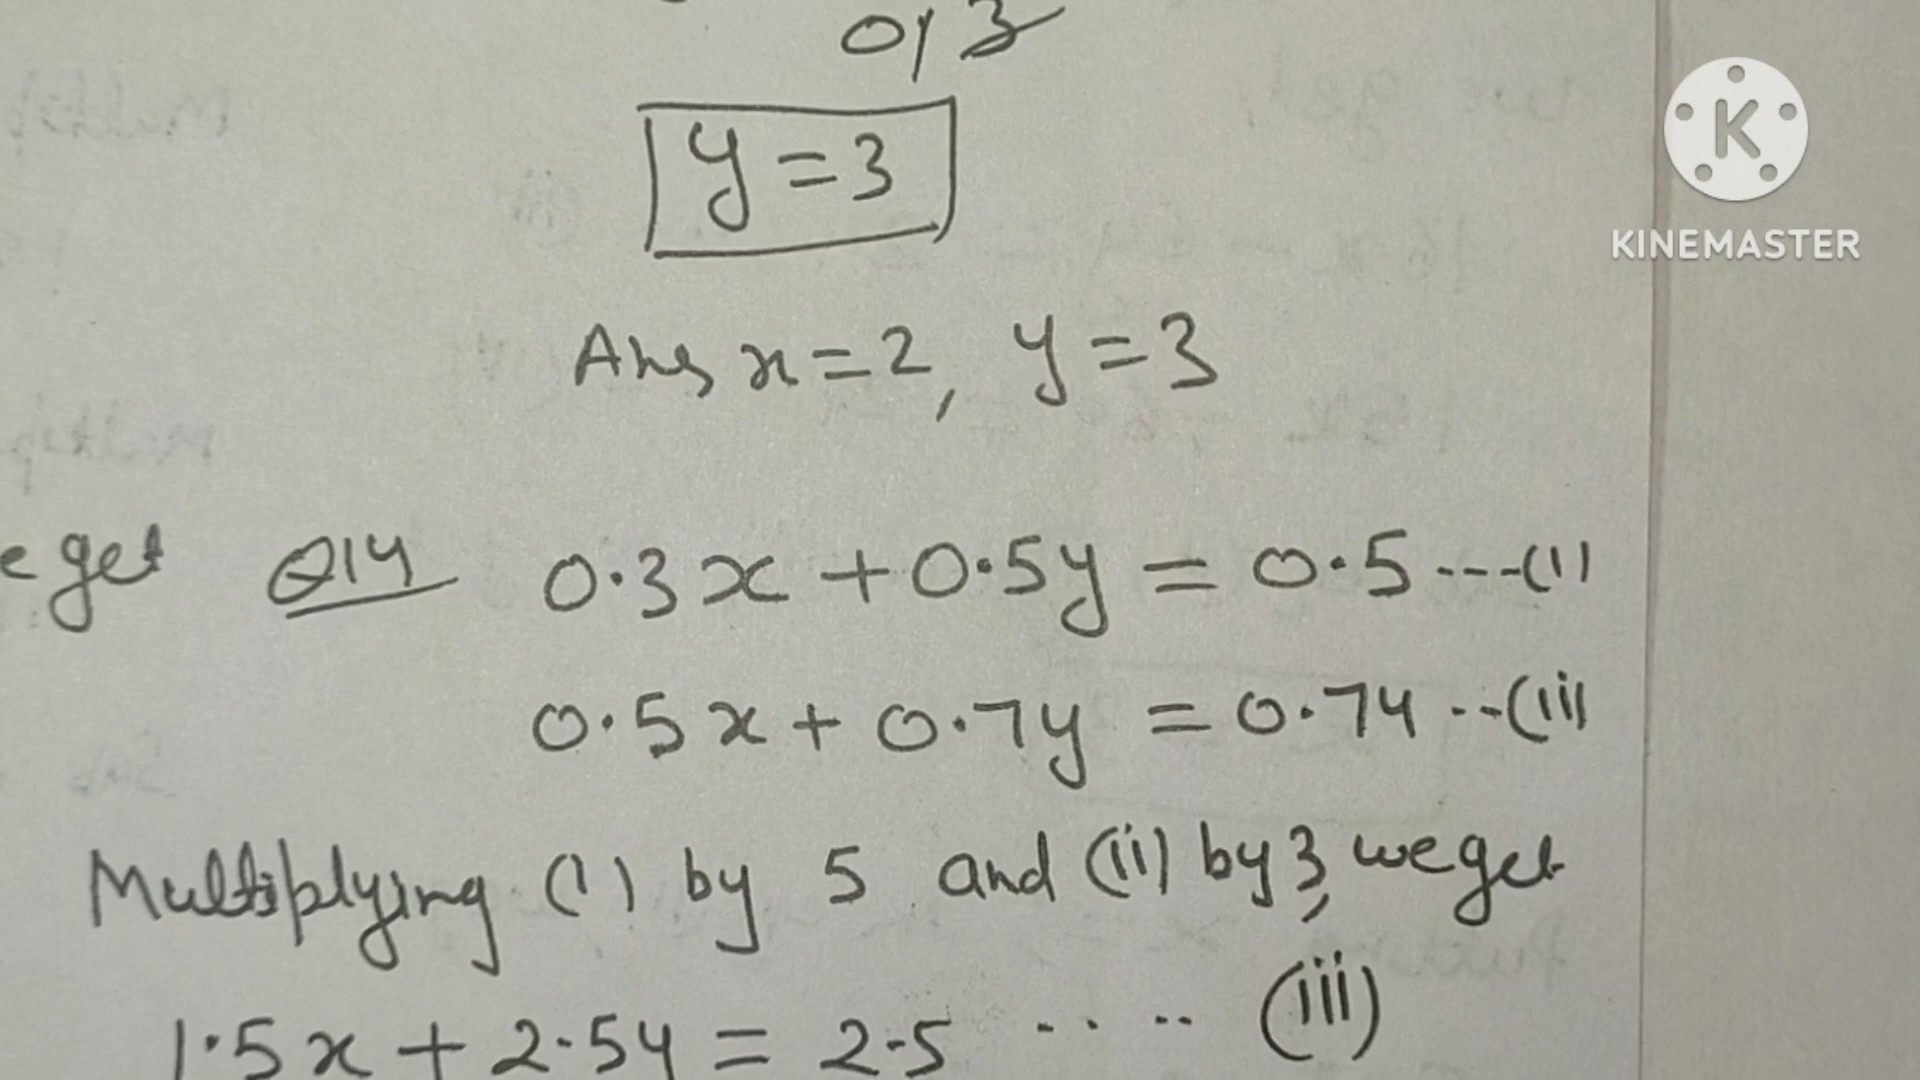 0,3
y = 3
KINEMASTER
Ans x = 2, y = 3
e get Q14 0.3x + 0.5y = 0.5 ---(i)
0.5x + 0.7y = 0.74 --(ii)
Multiplying (i) by 5 and (ii) by 3, we get
1.5x + 2.5y = 2.5 .... (iii)